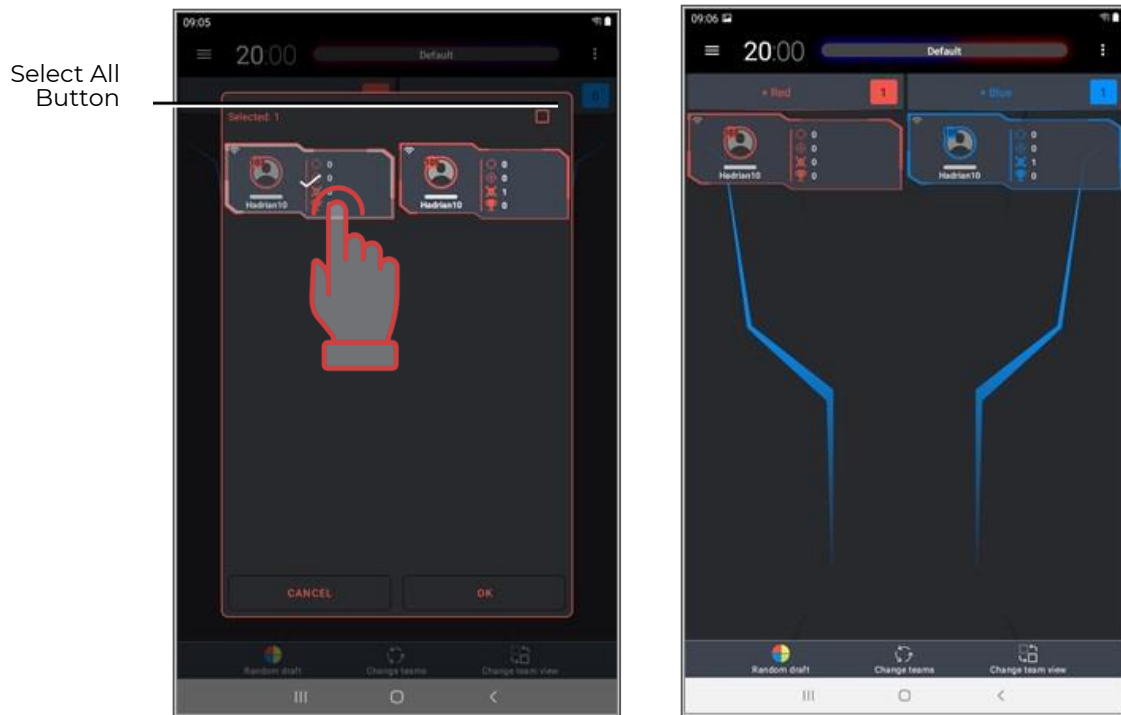 Select All
Button
09:05
20:00
Default
0
Selected: 1
Hadrian10
0
0
0
Hadrian10
0
0
1
0
CANCEL
OK
Random draft
Change teams
Change team view
09:06
20:00
Default
+ Red
1
+ Blue
1
Hadrian10
0
0
0
0
Hadrian10
0
0
1
0
Random draft
Change teams
Change team view